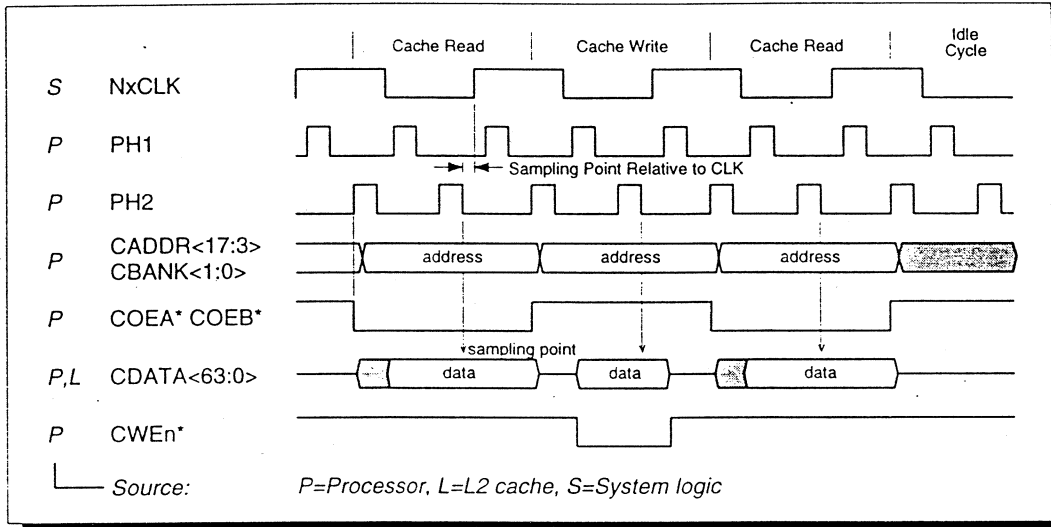 Cache Read Cache Write Cache Read Idle Cycle
S NxCLK
P PH1
Sampling Point Relative to CLK
P PH2
P CADDR<17:3>
CBANK<1:0>
address address address
P COEA* COEB*
sampling point
P,L CDATA<63:0> data data data
P CWEn*
Source: P=Processor, L=L2 cache, S=System logic